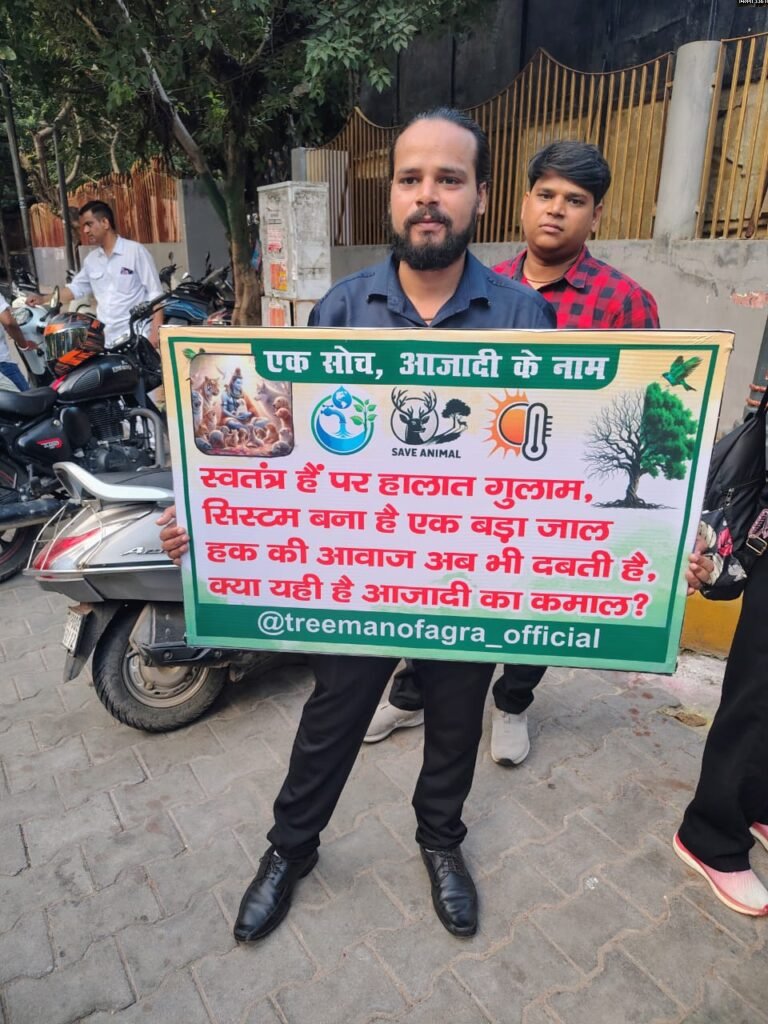 एक सोच, आजादी के नाम
SAVE ANIMAL
स्वतंत्र हैं पर हालात गुलाम,
सिस्टम बना है एक बड़ा जाल
हक की आवाज अब भी दबती है,
क्या यही है आजादी का कमाल?
@treemanofagra_official